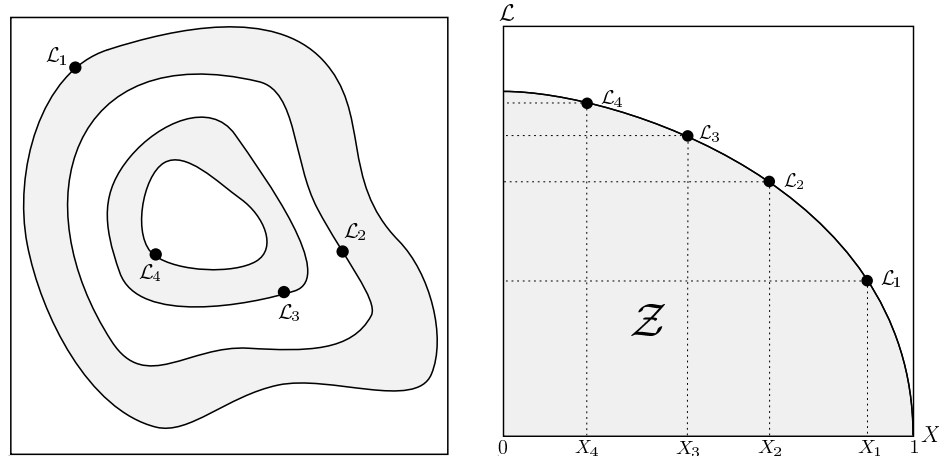 ℒ₁
ℒ₂
ℒ₄
ℒ₃
ℒ
ℒ₄
ℒ₃
ℒ₂
ℒ₁
𝒵
0 X₄ X₃ X₂ X₁ 1 X